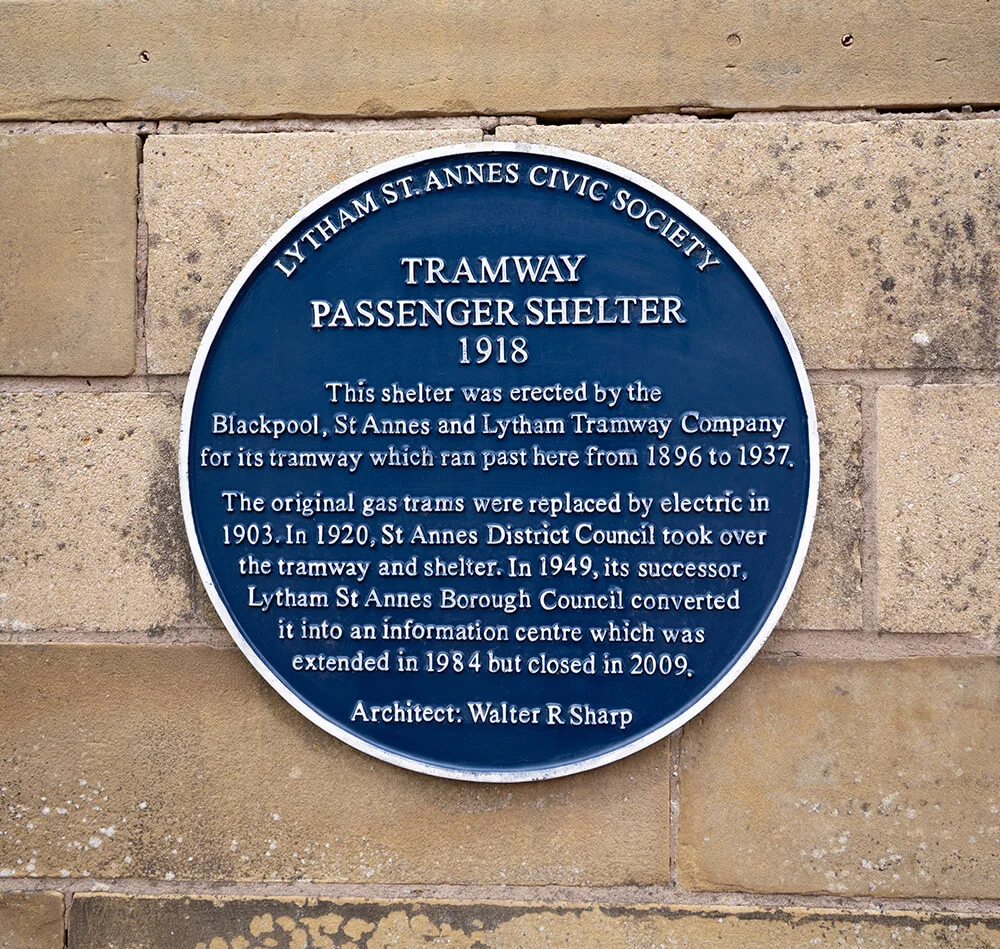 LYTHAM ST. ANNES CIVIC SOCIETY
TRAMWAY
PASSENGER SHELTER
1918
This shelter was erected by the
Blackpool, St Annes and Lytham Tramway Company
for its tramway which ran past here from 1896 to 1937.
The original gas trams were replaced by electric in
1903. In 1920, St Annes District Council took over
the tramway and shelter. In 1949, its successor,
Lytham St Annes Borough Council converted
it into an information centre which was
extended in 1984 but closed in 2009.
Architect: Walter R Sharp